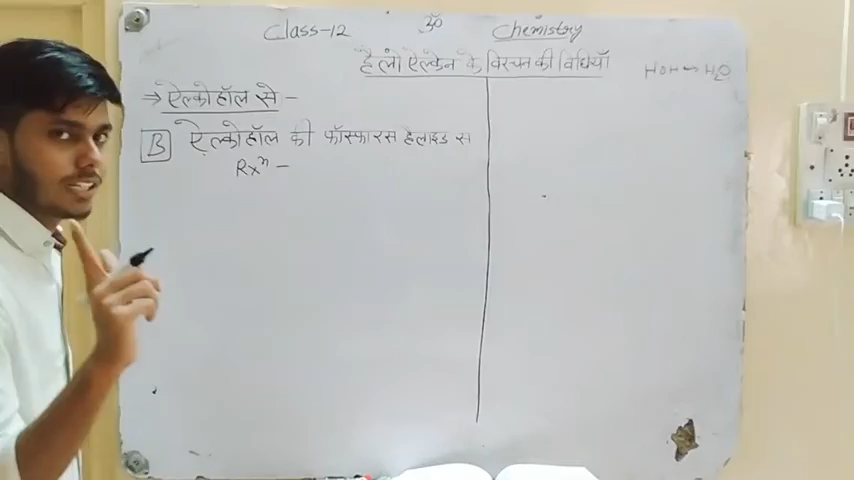 Class-12 ॐ Chemistry
हैलो ऐल्केन के विरचन की विधियाँ
HOH → H₂O
⇒ ऐल्कोहॉल से -
B ऐल्कोहॉल की फॉस्फोरस हैलाइड स
Rxⁿ -